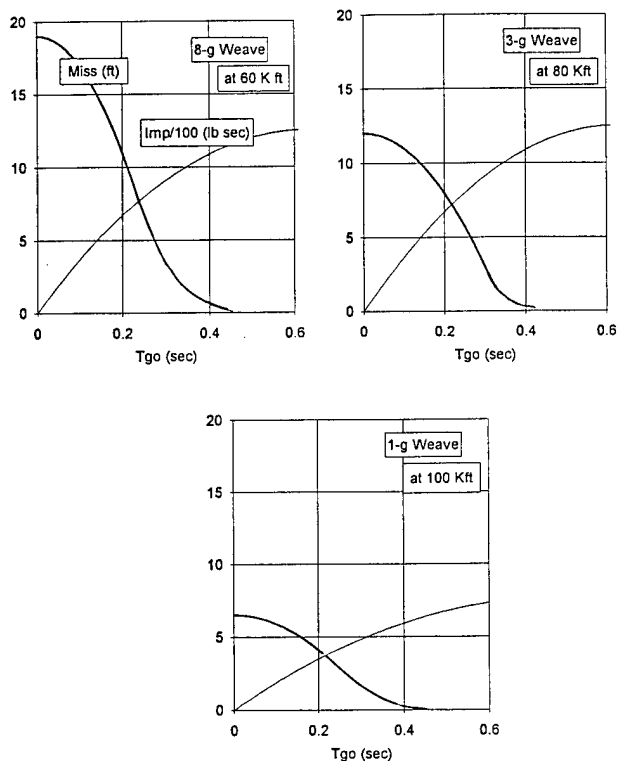 20
15
10
5
0
8-g Weave
Miss (ft)
at 60 K ft
Imp/100 (lb sec)
0
0.2
0.4
0.6
Tgo (sec)
20
15
10
5
0
3-g Weave
at 80 Kft
0
0.2
0.4
0.6
Tgo (sec)
20
15
10
5
0
1-g Weave
at 100 Kft
0
0.2
0.4
0.6
Tgo (sec)